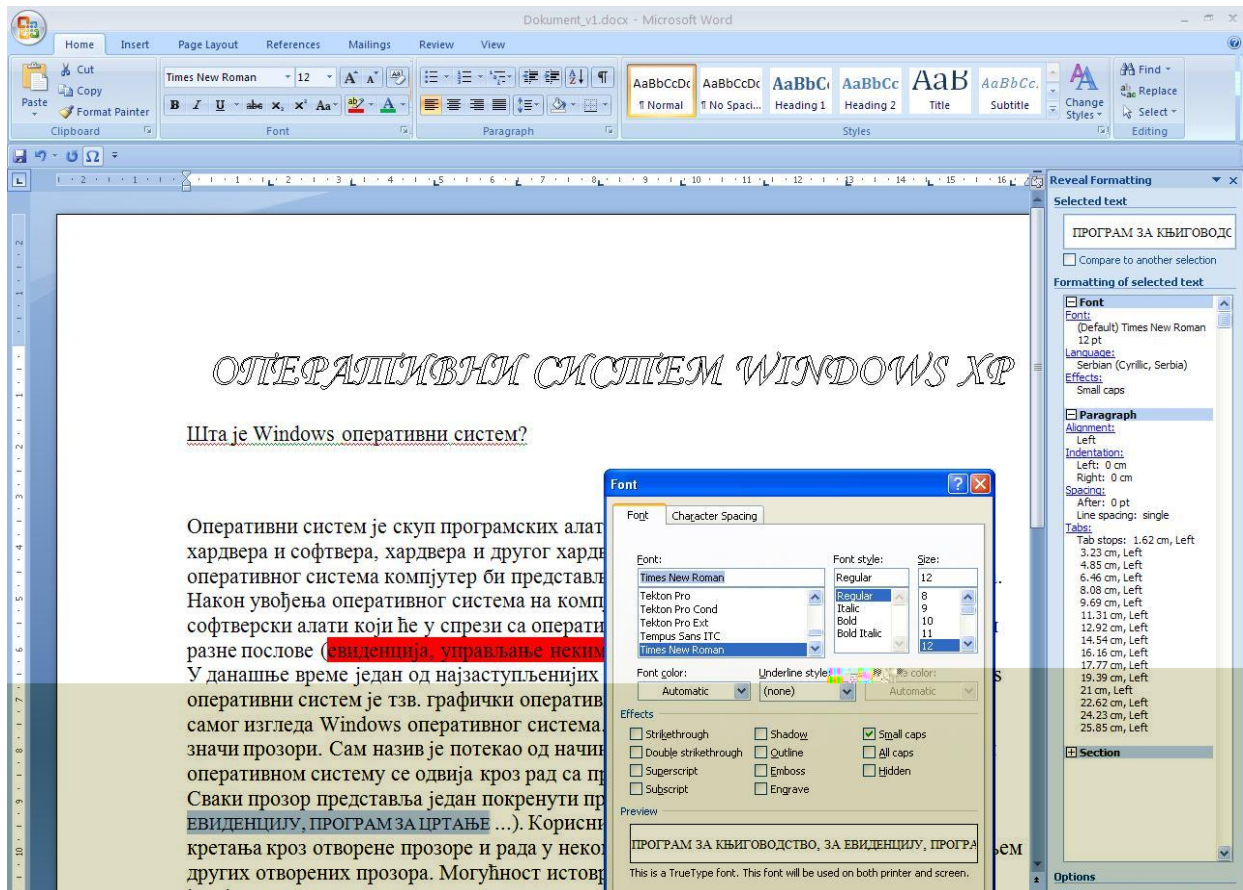 Dokument_v1.docx - Microsoft Word
Home Insert Page Layout References Mailings Review View
Paste
Cut
Copy
Format Painter
Clipboard
Times New Roman 12
Font
Paragraph
AaBbCcDc AaBbCcDc AaBbC AaBbCc AaB AaBbCc.
¶ Normal ¶ No Spaci... Heading 1 Heading 2 Title Subtitle
Styles
Change Styles
Find
Replace
Select
Editing
Reveal Formatting
Selected text
ПРОГРАМ ЗА КЊИГОВОДС
Compare to another selection
Formatting of selected text
Font
Font:
(Default) Times New Roman
12 pt
Language:
Serbian (Cyrillic, Serbia)
Effects:
Small caps
Paragraph
Alignment:
Left
Indentation:
Left: 0 cm
Right: 0 cm
Spacing:
After: 0 pt
Line spacing: single
Tabs:
Tab stops: 1.62 cm, Left
3.23 cm, Left
4.85 cm, Left
6.46 cm, Left
8.08 cm, Left
9.69 cm, Left
11.31 cm, Left
12.92 cm, Left
14.54 cm, Left
16.16 cm, Left
17.77 cm, Left
19.39 cm, Left
21 cm, Left
22.62 cm, Left
24.23 cm, Left
25.85 cm, Left
Section
Options
ОПЕРАТИВНИ СИСТЕМ WINDOWS XP
Шта је Windows оперативни систем?
Оперативни систем је скуп програмских алат
хардвера и софтвера, хардвера и другог хардв
оперативног система компјутер би представљ
Након увођења оперативног система на комп
софтверски алати који ће у спрези са операти
разне послове (евиденција, управљање неким
У данашње време један од најзаступљенијих
оперативни систем је тзв. графички оператив
самог изгледа Windows оперативног система.
значи прозори. Сам назив је потекао од начин
оперативном систему се одвија кроз рад са пр
Сваки прозор представља један покренути пр
ЕВИДЕНЦИЈУ, ПРОГРАМ ЗА ЦРТАЊЕ ...). Корисни
кретања кроз отворене прозоре и рада у неко ем
других отворених прозора. Могућност истовр
Font
Font Character Spacing
Font: Font style: Size:
Times New Roman Regular 12
Tekton Pro
Tekton Pro Cond
Tekton Pro Ext
Tempus Sans ITC
Times New Roman
Regular
Italic
Bold
Bold Italic
8
9
10
11
12
Font color: Underline style: color:
Automatic (none) Automatic
Effects
Strikethrough Shadow Small caps
Double strikethrough Outline All caps
Superscript Emboss Hidden
Subscript Engrave
Preview
ПРОГРАМ ЗА КЊИГОВОДСТВО, ЗА ЕВИДЕНЦИЈУ, ПРОГРА
This is a TrueType font. This font will be used on both printer and screen.